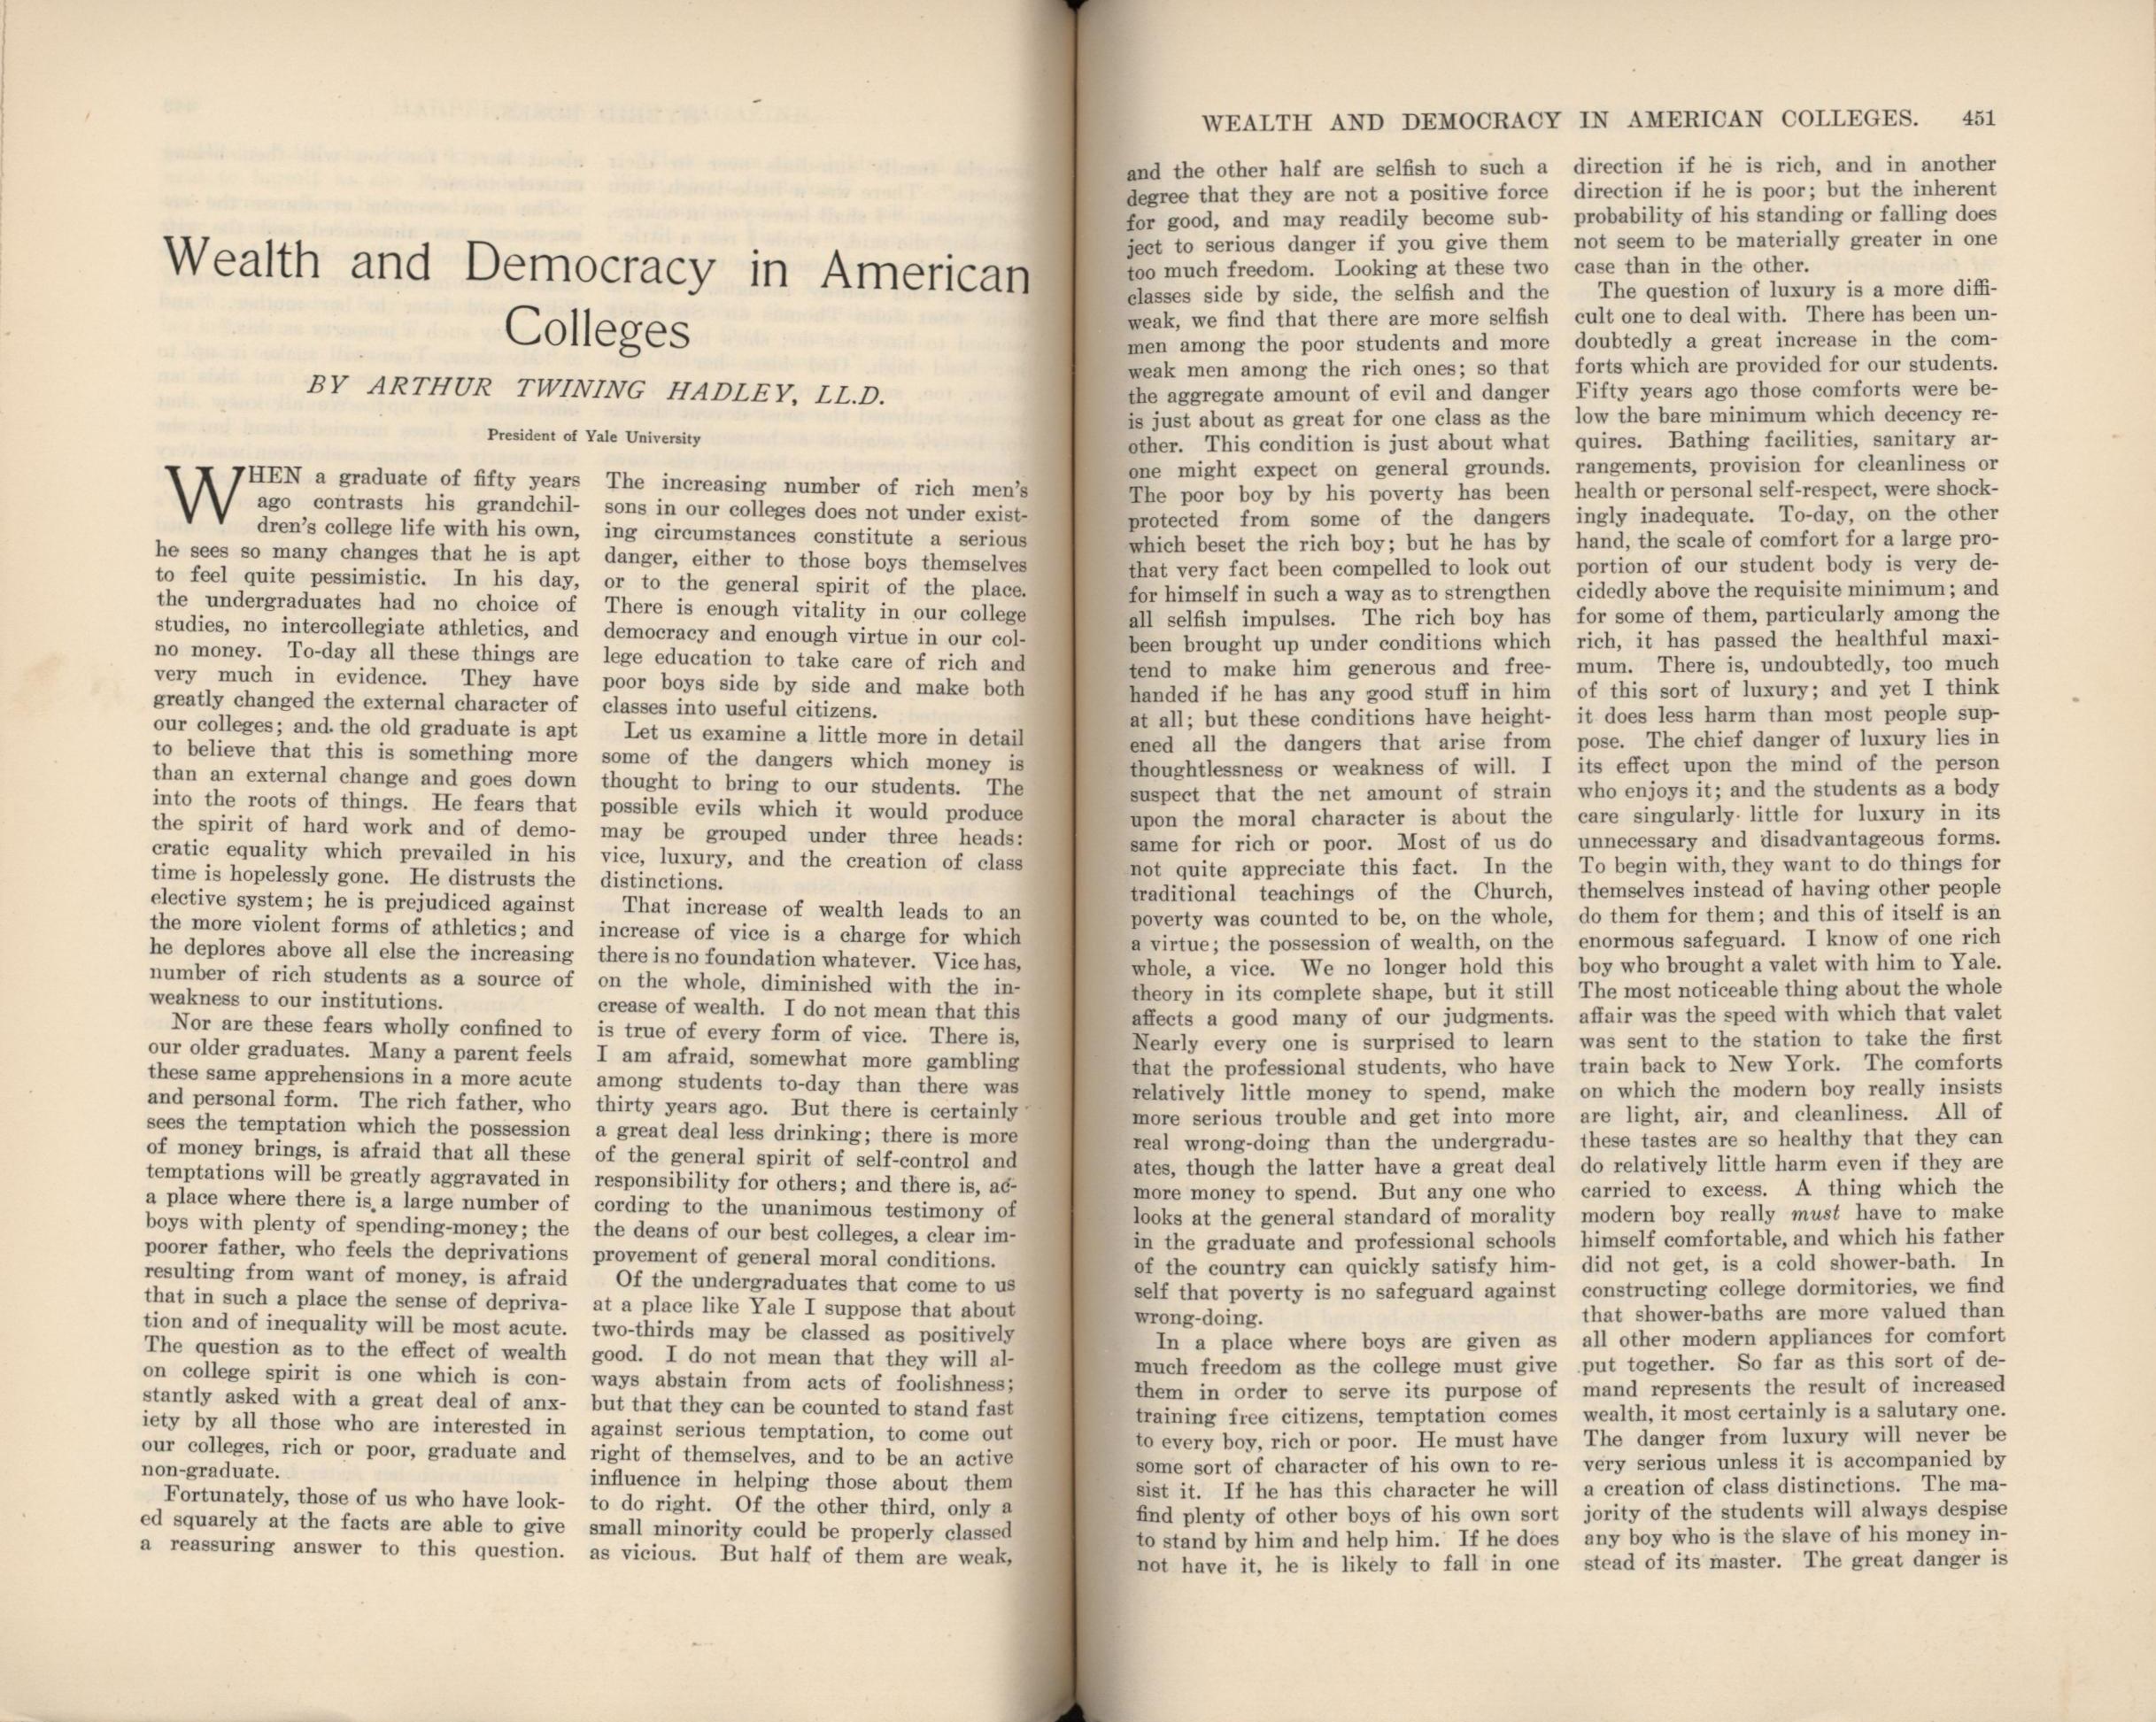 Wealth and Democracy in American
Colleges
BY ARTHUR TWINING HADLEY, LL.D.
President of Yale University
WHEN a graduate of fifty years
ago contrasts his grandchil-
dren's college life with his own,
he sees so many changes that he is apt
to feel quite pessimistic. In his day,
the undergraduates had no choice of
studies, no intercollegiate athletics, and
no money. To-day all these things are
very much in evidence. They have
greatly changed the external character of
our colleges; and. the old graduate is apt
to believe that this is something more
than an external change and goes down
into the roots of things. He fears that
the spirit of hard work and of demo-
cratic equality which prevailed in his
time is hopelessly gone. He distrusts the
elective system; he is prejudiced against
the more violent forms of athletics; and
he deplores above all else the increasing
number of rich students as a source of
weakness to our institutions.
Nor are these fears wholly confined to
our older graduates. Many a parent feels
these same apprehensions in a more acute
and personal form. The rich father, who
sees the temptation which the possession
of money brings, is afraid that all these
temptations will be greatly aggravated in
a place where there is a large number of
boys with plenty of spending-money; the
poorer father, who feels the deprivations
resulting from want of money, is afraid
that in such a place the sense of depriva-
tion and of inequality will be most acute.
The question as to the effect of wealth
on college spirit is one which is con-
stantly asked with a great deal of anx-
iety by all those who are interested in
our colleges, rich or poor, graduate and
non-graduate.
Fortunately, those of us who have look-
ed squarely at the facts are able to give
a reassuring answer to this question.
The increasing number of rich men's
sons in our colleges does not under exist-
ing circumstances constitute a serious
danger, either to those boys themselves
or to the general spirit of the place.
There is enough vitality in our college
democracy and enough virtue in our col-
lege education to take care of rich and
poor boys side by side and make both
classes into useful citizens.
Let us examine a little more in detail
some of the dangers which money is
thought to bring to our students. The
possible evils which it would produce
may be grouped under three heads:
vice, luxury, and the creation of class
distinctions.
That increase of wealth leads to an
increase of vice is a charge for which
there is no foundation whatever. Vice has,
on the whole, diminished with the in-
crease of wealth. I do not mean that this
is true of every form of vice. There is,
I am afraid, somewhat more gambling
among students to-day than there was
thirty years ago. But there is certainly
a great deal less drinking; there is more
of the general spirit of self-control and
responsibility for others; and there is, ac-
cording to the unanimous testimony of
the deans of our best colleges, a clear im-
provement of general moral conditions.
Of the undergraduates that come to us
at a place like Yale I suppose that about
two-thirds may be classed as positively
good. I do not mean that they will al-
ways abstain from acts of foolishness;
but that they can be counted to stand fast
against serious temptation, to come out
right of themselves, and to be an active
influence in helping those about them
to do right. Of the other third, only a
small minority could be properly classed
as vicious. But half of them are weak,
WEALTH AND DEMOCRACY IN AMERICAN COLLEGES. 451
and the other half are selfish to such a
degree that they are not a positive force
for good, and may readily become sub-
ject to serious danger if you give them
too much freedom. Looking at these two
classes side by side, the selfish and the
weak, we find that there are more selfish
men among the poor students and more
weak men among the rich ones; so that
the aggregate amount of evil and danger
is just about as great for one class as the
other. This condition is just about what
one might expect on general grounds.
The poor boy by his poverty has been
protected from some of the dangers
which beset the rich boy; but he has by
that very fact been compelled to look out
for himself in such a way as to strengthen
all selfish impulses. The rich boy has
been brought up under conditions which
tend to make him generous and free-
handed if he has any good stuff in him
at all; but these conditions have height-
ened all the dangers that arise from
thoughtlessness or weakness of will. I
suspect that the net amount of strain
upon the moral character is about the
same for rich or poor. Most of us do
not quite appreciate this fact. In the
traditional teachings of the Church,
poverty was counted to be, on the whole,
a virtue; the possession of wealth, on the
whole, a vice. We no longer hold this
theory in its complete shape, but it still
affects a good many of our judgments.
Nearly every one is surprised to learn
that the professional students, who have
relatively little money to spend, make
more serious trouble and get into more
real wrong-doing than the undergradu-
ates, though the latter have a great deal
more money to spend. But any one who
looks at the general standard of morality
in the graduate and professional schools
of the country can quickly satisfy him-
self that poverty is no safeguard against
wrong-doing.
In a place where boys are given as
much freedom as the college must give
them in order to serve its purpose of
training free citizens, temptation comes
to every boy, rich or poor. He must have
some sort of character of his own to re-
sist it. If he has this character he will
find plenty of other boys of his own sort
to stand by him and help him. If he does
not have it, he is likely to fall in one
direction if he is rich, and in another
direction if he is poor; but the inherent
probability of his standing or falling does
not seem to be materially greater in one
case than in the other.
The question of luxury is a more diffi-
cult one to deal with. There has been un-
doubtedly a great increase in the com-
forts which are provided for our students.
Fifty years ago those comforts were be-
low the bare minimum which decency re-
quires. Bathing facilities, sanitary ar-
rangements, provision for cleanliness or
health or personal self-respect, were shock-
ingly inadequate. To-day, on the other
hand, the scale of comfort for a large pro-
portion of our student body is very de-
cidedly above the requisite minimum; and
for some of them, particularly among the
rich, it has passed the healthful maxi-
mum. There is, undoubtedly, too much
of this sort of luxury; and yet I think
it does less harm than most people sup-
pose. The chief danger of luxury lies in
its effect upon the mind of the person
who enjoys it; and the students as a body
care singularly little for luxury in its
unnecessary and disadvantageous forms.
To begin with, they want to do things for
themselves instead of having other people
do them for them; and this of itself is an
enormous safeguard. I know of one rich
boy who brought a valet with him to Yale.
The most noticeable thing about the whole
affair was the speed with which that valet
was sent to the station to take the first
train back to New York. The comforts
on which the modern boy really insists
are light, air, and cleanliness. All of
these tastes are so healthy that they can
do relatively little harm even if they are
carried to excess. A thing which the
modern boy really must have to make
himself comfortable, and which his father
did not get, is a cold shower-bath. In
constructing college dormitories, we find
that shower-baths are more valued than
all other modern appliances for comfort
put together. So far as this sort of de-
mand represents the result of increased
wealth, it most certainly is a salutary one.
The danger from luxury will never be
very serious unless it is accompanied by
a creation of class distinctions. The ma-
jority of the students will always despise
any boy who is the slave of his money in-
stead of its master. The great danger is